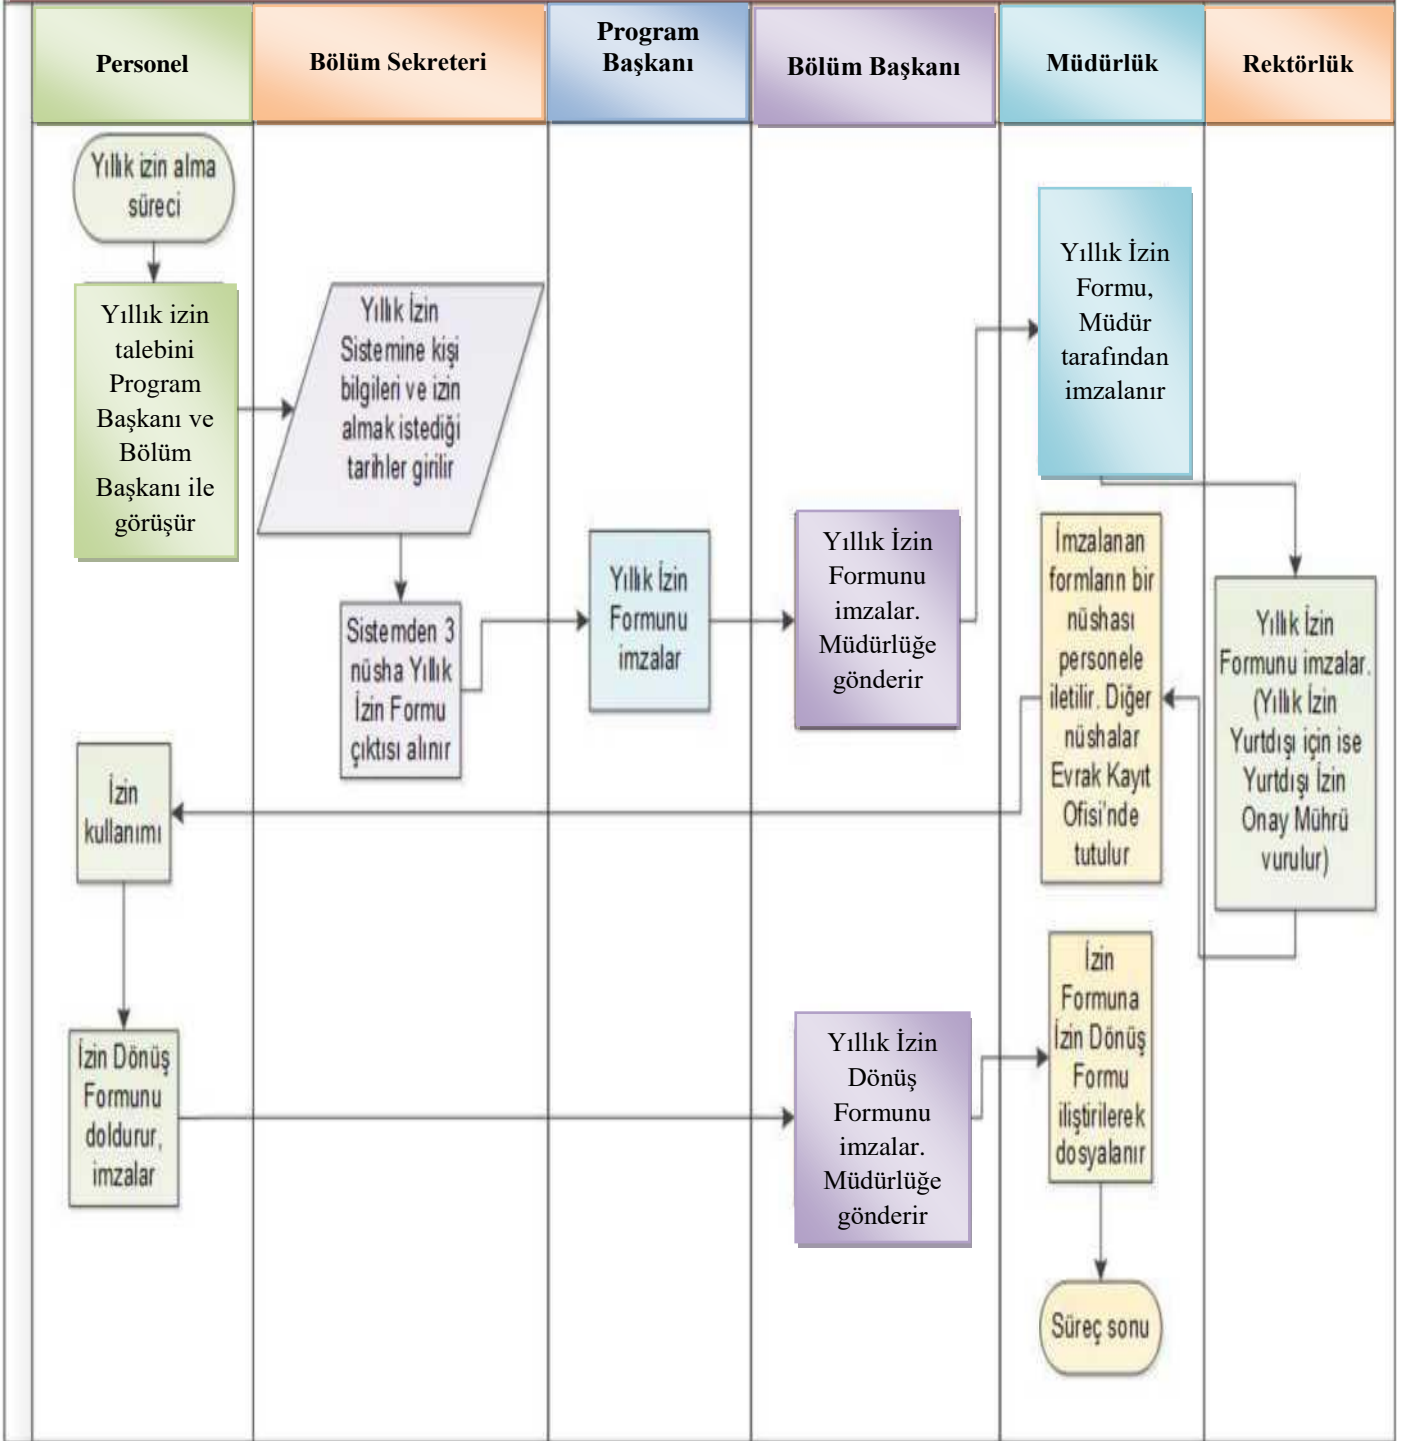 Personel
Bölüm Sekreteri
Program
Başkanı
Bölüm Başkanı
Müdürlük
Rektörlük
Yıllık izin alma
süreci
Yıllık izin
talebini
Program
Başkanı ve
Bölüm
Başkanı ile
görüşür
Yıllık İzin
Sistemine kişi
bilgileri ve izin
almak istediği
tarihler girilir
Sistemden 3
nüsha Yıllık
İzin Formu
çıktısı alınır
Yıllık İzin
Formunu
imzalar
Yıllık İzin
Formunu
imzalar.
Müdürlüğe
gönderir
Yıllık İzin
Formu,
Müdür
tarafından
imzalanır
Yıllık İzin
Formunu imzalar.
(Yıllık İzin
Yurtdışı için ise
Yurtdışı İzin
Onay Mührü
vurulur)
İmzalanan
formların bir
nüshası
personele
iletilir. Diğer
nüshalar
Evrak Kayıt
Ofisi'nde
tutulur
İzin
kullanımı
İzin Dönüş
Formunu
doldurur,
imzalar
Yıllık İzin
Dönüş
Formunu
imzalar.
Müdürlüğe
gönderir
İzin
Formuna
İzin Dönüş
Formu
iliştirilerek
dosyalanır
Süreç sonu